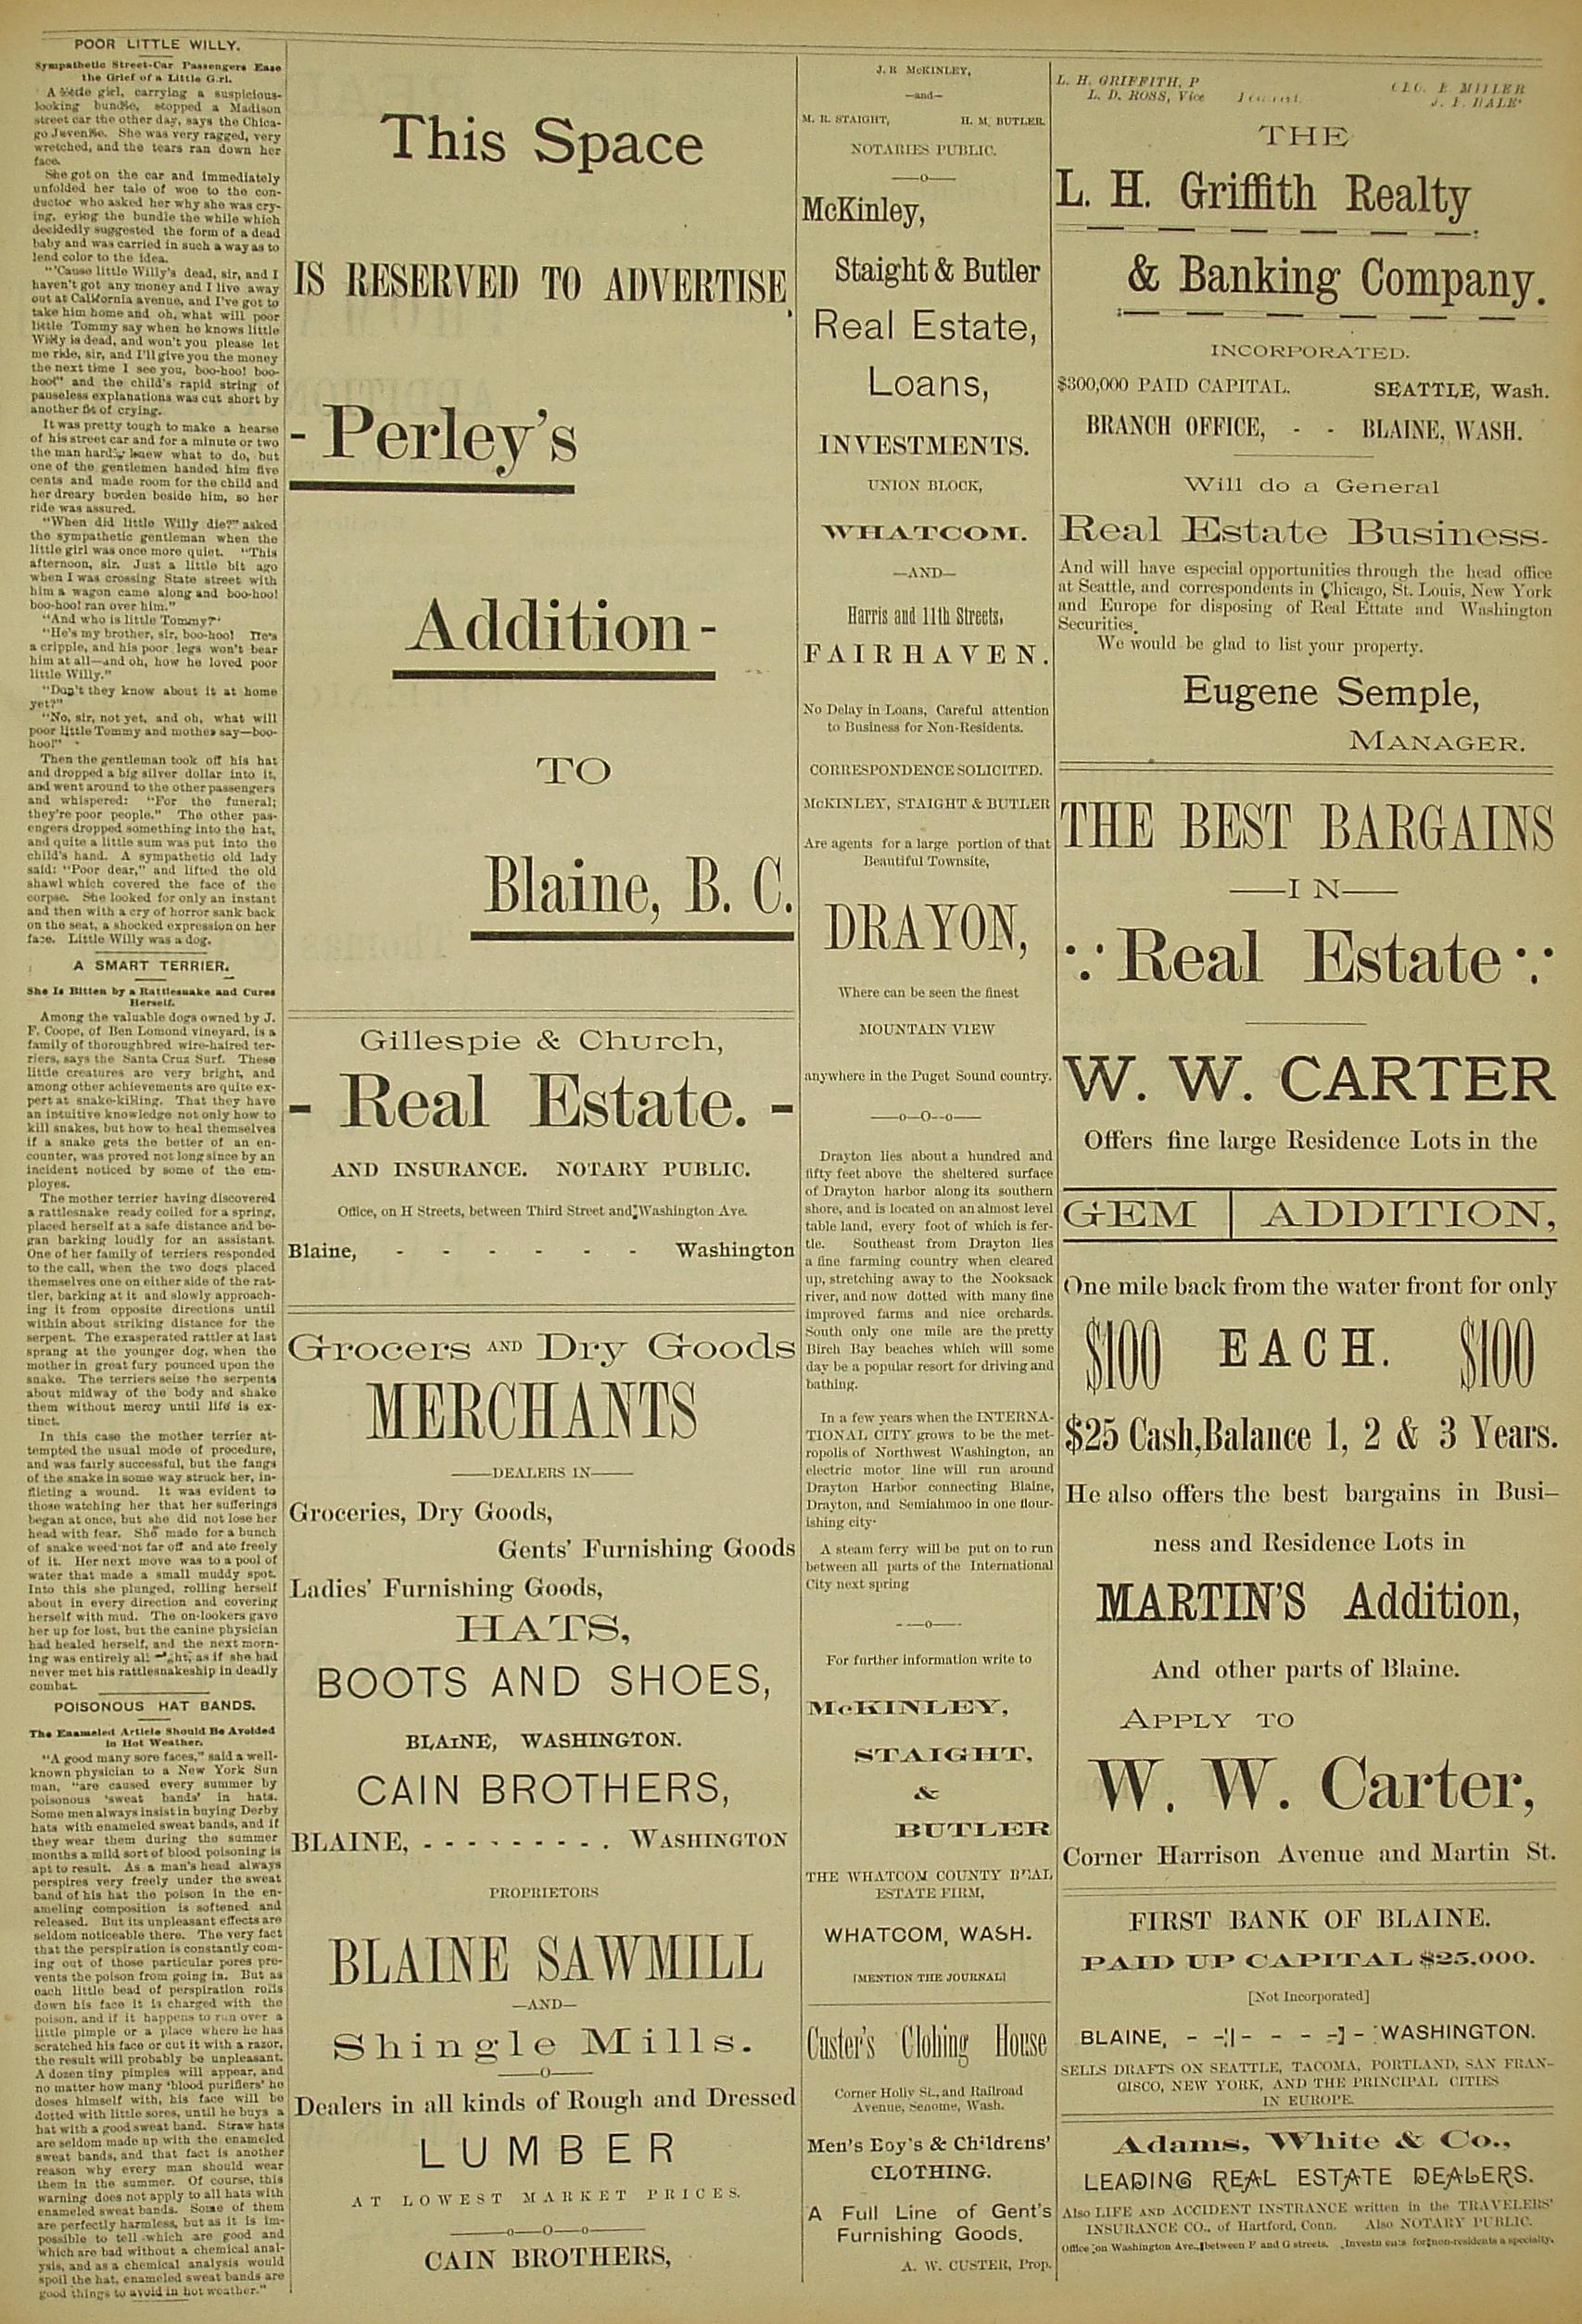 POOR LITTLE WILLY.
Sympathetic Street-Car Passengers Ease
the Grief of a Little Girl.
A little girl, carrying a suspicious-
looking bundle, stopped a Madison
street car the other day, says the Chica-
go Juvenile. She was very ragged, very
wretched, and the tears ran down her
face.
She got on the car and immediately
unfolded her tale of woe to the con-
ductor who asked her why she was cry-
ing, eying the bundle the while which
decidedly suggested the form of a dead
baby and was carried in such a way as to
lend color to the idea.
"'Cause little Willy's dead, sir, and I
haven't got any money and I live away
out at California avenue, and I've got to
take him home and oh, what will poor
little Tommy say when he knows little
Willy is dead, and won't you please let
me ride, sir, and I'll give you the money
the next time I see you, boo-hoo! boo-
hoo!" and the child's rapid string of
pauseless explanations was cut short by
another fit of crying.
It was pretty tough to make a hearse
of his street car and for a minute or two
the man hardly knew what to do, but
one of the gentlemen handed him five
cents and made room for the child and
her dreary burden beside him, so her
ride was assured.
"When did little Willy die?" asked
the sympathetic gentleman when the
little girl was once more quiet. "This
afternoon, sir. Just a little bit ago
when I was crossing State street with
him a wagon came along and boo-hoo!
boo-hoo! ran over him."
"And who is little Tommy?"
"He's my brother, sir, boo-hoo! He's
a cripple, and his poor legs won't bear
him at all—and oh, how he loved poor
little Willy."
"Don't they know about it at home
yet?"
"No, sir, not yet, and oh, what will
poor little Tommy and mother say—boo-
hoo!"
Then the gentleman took off his hat
and dropped a big silver dollar into it,
and went around to the other passengers
and whispered: "For the funeral;
they're poor people." The other pas-
engers dropped something into the hat,
and quite a little sum was put into the
child's hand. A sympathetic old lady
said: "Poor dear," and lifted the old
shawl which covered the face of the
corpse. She looked for only an instant
and then with a cry of horror sank back
on the seat, a shocked expression on her
face. Little Willy was a dog.
A SMART TERRIER.
She Is Bitten by a Rattlesnake and Cures
Herself.
Among the valuable dogs owned by J.
F. Coope, of Ben Lomond vineyard, is a
family of thoroughbred wire-haired ter-
riers, says the Santa Cruz Surf. These
little creatures are very bright, and
among other achievements are quite ex-
pert at snake-killing. That they have
an intuitive knowledge not only how to
kill snakes, but how to heal themselves
if a snake gets the better of an en-
counter, was proved not long since by an
incident noticed by some of the em-
ployes.
The mother terrier having discovered
a rattlesnake ready coiled for a spring,
placed herself at a safe distance and be-
gan barking loudly for an assistant.
One of her family of terriers responded
to the call, when the two dogs placed
themselves one on either side of the rat-
tler, barking at it and slowly approach-
ing it from opposite directions until
within about striking distance for the
serpent. The exasperated rattler at last
sprang at the younger dog, when the
mother in great fury pounced upon the
snake. The terriers seize the serpents
about midway of the body and shake
them without mercy until life is ex-
tinct.
In this case the mother terrier at-
tempted the usual mode of procedure,
and was fairly successful, but the fangs
of the snake in some way struck her, in-
flicting a wound. It was evident to
those watching her that her sufferings
began at once, but she did not lose her
head with fear. She made for a bunch
of snake weed not far off and ate freely
of it. Her next move was to a pool of
water that made a small muddy spot.
Into this she plunged, rolling herself
about in every direction and covering
herself with mud. The on-lookers gave
her up for lost, but the canine physician
had healed herself, and the next morn-
ing was entirely all right, as if she had
never met his rattlesnakeship in deadly
combat.
POISONOUS HAT BANDS.
The Enameled Article Should Be Avoided
in Hot Weather.
"A good many sore faces," said a well-
known physician to a New York Sun
man, "are caused every summer by
poisonous 'sweat bands' in hats.
Some men always insist in buying Derby
hats with enameled sweat bands, and if
they wear them during the summer
months a mild sort of blood poisoning is
apt to result. As a man's head always
perspires very freely under the sweat
band of his hat the poison in the en-
ameling composition is softened and
released. But its unpleasant effects are
seldom noticeable there. The very fact
that the perspiration is constantly com-
ing out of those particular pores pre-
vents the poison from going in. But as
each little bead of perspiration rolls
down his face it is charged with the
poison, and if it happens to run over a
little pimple or a place where he has
scratched his face or cut it with a razor,
the result will probably be unpleasant.
A dozen tiny pimples will appear, and
no matter how many 'blood purifiers' he
doses himself with, his face will be
dotted with little sores, until he buys a
hat with a good sweat band. Straw hats
are seldom made up with the enameled
sweat bands, and that fact is another
reason why every man should wear
them in the summer. Of course, this
warning does not apply to all hats with
enameled sweat bands. Some of them
are perfectly harmless, but as it is im-
possible to tell which are good and
which are bad without a chemical anal-
ysis, and as a chemical analysis would
spoil the hat, enameled sweat bands are
good things to avoid in hot weather."
This Space
IS RESERVED TO ADVERTISE,
- Perley's
Addition -
TO
Blaine, B. C.
Gillespie & Church,
- Real Estate. -
AND INSURANCE. NOTARY PUBLIC.
Office, on H Streets, between Third Street and Washington Ave.
Blaine, - - - - - - Washington
Grocers AND Dry Goods
MERCHANTS
—DEALERS IN—
Groceries, Dry Goods,
Gents' Furnishing Goods
Ladies' Furnishing Goods,
HATS,
BOOTS AND SHOES,
BLAINE, WASHINGTON.
CAIN BROTHERS,
BLAINE, - - - - - - - - - WASHINGTON
PROPRIETORS
BLAINE SAWMILL
—AND—
Shingle Mills.
—o—
Dealers in all kinds of Rough and Dressed
LUMBER
AT LOWEST MARKET PRICES.
—o—O—o—
CAIN BROTHERS,
J. R McKINLEY,
—and—
M. R. STAIGHT, H. M. BUTLER.
NOTARIES PUBLIC.
—o—
McKinley,
Staight & Butler
Real Estate,
Loans,
INVESTMENTS.
UNION BLOCK,
WHATCOM.
—AND—
Harris and 11th Streets,
FAIRHAVEN.
No Delay in Loans, Careful attention
to Business for Non-Residents.
CORRESPONDENCE SOLICITED.
McKINLEY, STAIGHT & BUTLER
Are agents for a large portion of that
Beautiful Townsite,
DRAYON,
Where can be seen the finest
MOUNTAIN VIEW
anywhere in the Puget Sound country.
—o—O—o—
Drayton lies about a hundred and
fifty feet above the sheltered surface
of Drayton harbor along its southern
shore, and is located on an almost level
table land, every foot of which is fer-
tle. Southeast from Drayton lies
a fine farming country when cleared
up, stretching away to the Nooksack
river, and now dotted with many fine
improved farms and nice orchards.
South only one mile are the pretty
Birch Bay beaches which will some
day be a popular resort for driving and
bathing.
In a few years when the INTERNA-
TIONAL CITY grows to be the met-
ropolis of Northwest Washington, an
electric motor line will run around
Drayton Harbor connecting Blaine,
Drayton, and Semiahmoo in one flour-
ishing city.
A steam ferry will be put on to run
between all parts of the International
City next spring
—o—
For further information write to
McKINLEY,
STAIGHT,
&
BUTLER
THE WHATCOM COUNTY REAL
ESTATE FIRM,
WHATCOM, WASH.
[MENTION THE JOURNAL]
Custer's Clohing House
Corner Holly St., and Railroad
Avenue, Senome, Wash.
Men's Boy's & Childrens'
CLOTHING.
A Full Line of Gent's
Furnishing Goods.
A. W. CUSTER, Prop.
L. H. GRIFFITH, P GEO. E MILLER
L. D. ROSS, Vice
THE
L. H. Griffith Realty
& Banking Company.
INCORPORATED.
$300,000 PAID CAPITAL. SEATTLE, Wash.
BRANCH OFFICE, - - BLAINE, WASH.
Will do a General
Real Estate Business.
And will have especial opportunities through the head office
at Seattle, and correspondents in Chicago, St. Louis, New York
and Europe for disposing of Real Ettate and Washington
Securities.
We would be glad to list your property.
Eugene Semple,
MANAGER.
THE BEST BARGAINS
—IN—
Real Estate
W. W. CARTER
Offers fine large Residence Lots in the
GEM | ADDITION,
One mile back from the water front for only
$100 EACH. $100
$25 Cash, Balance 1, 2 & 3 Years.
He also offers the best bargains in Busi-
ness and Residence Lots in
MARTIN'S Addition,
And other parts of Blaine.
APPLY TO
W. W. Carter,
Corner Harrison Avenue and Martin St.
FIRST BANK OF BLAINE.
PAID UP CAPITAL $25,000.
[Not Incorporated]
BLAINE, - - - - - - WASHINGTON.
SELLS DRAFTS ON SEATTLE, TACOMA, PORTLAND, SAN FRAN-
CISCO, NEW YORK, AND THE PRINCIPAL CITIES
IN EUROPE.
Adams, White & Co.,
LEADING REAL ESTATE DEALERS.
Also LIFE AND ACCIDENT INSTRANCE written in the TRAVELERS'
INSURANCE CO., of Hartford, Conn. Also NOTARY PUBLIC.
Office on Washington Ave., between F and G streets. Investments for non-residents a specialty.